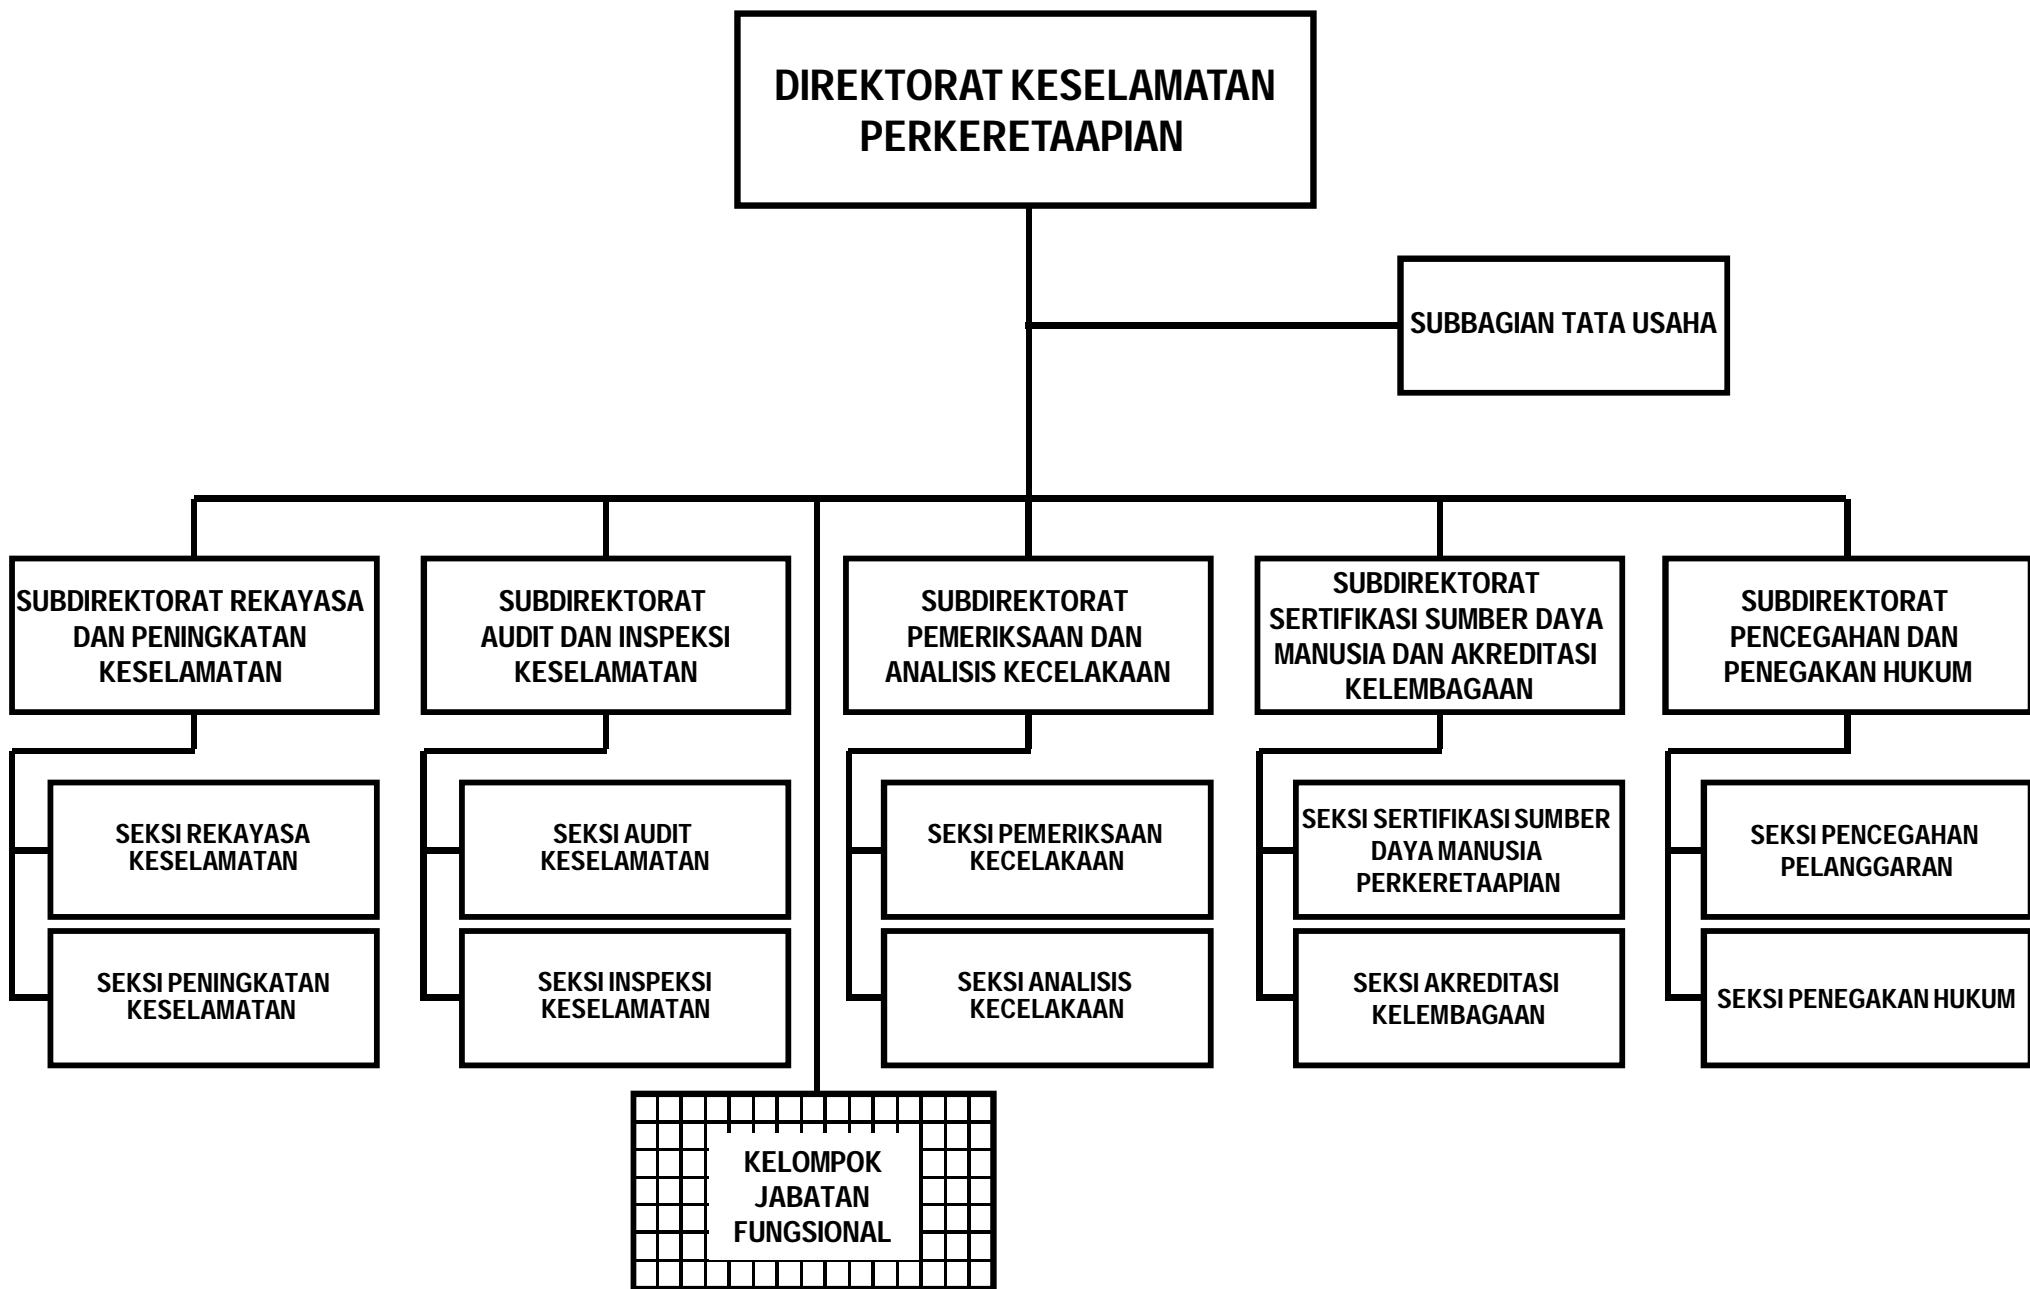 DIREKTORAT KESELAMATAN
PERKERETAAPIAN
SUBBAGIAN TATA USAHA
SUBDIREKTORAT REKAYASA
DAN PENINGKATAN
KESELAMATAN
SUBDIREKTORAT
AUDIT DAN INSPEKSI
KESELAMATAN
SUBDIREKTORAT
PEMERIKSAAN DAN
ANALISIS KECELAKAAN
SUBDIREKTORAT
SERTIFIKASI SUMBER DAYA
MANUSIA DAN AKREDITASI
KELEMBAGAAN
SUBDIREKTORAT
PENCEGAHAN DAN
PENEGAKAN HUKUM
SEKSI REKAYASA
KESELAMATAN
SEKSI AUDIT
KESELAMATAN
SEKSI PEMERIKSAAN
KECELAKAAN
SEKSI SERTIFIKASI SUMBER
DAYA MANUSIA
PERKERETAAPIAN
SEKSI PENCEGAHAN
PELANGGARAN
SEKSI PENINGKATAN
KESELAMATAN
SEKSI INSPEKSI
KESELAMATAN
SEKSI ANALISIS
KECELAKAAN
SEKSI AKREDITASI
KELEMBAGAAN
SEKSI PENEGAKAN HUKUM
KELOMPOK
JABATAN
FUNGSIONAL